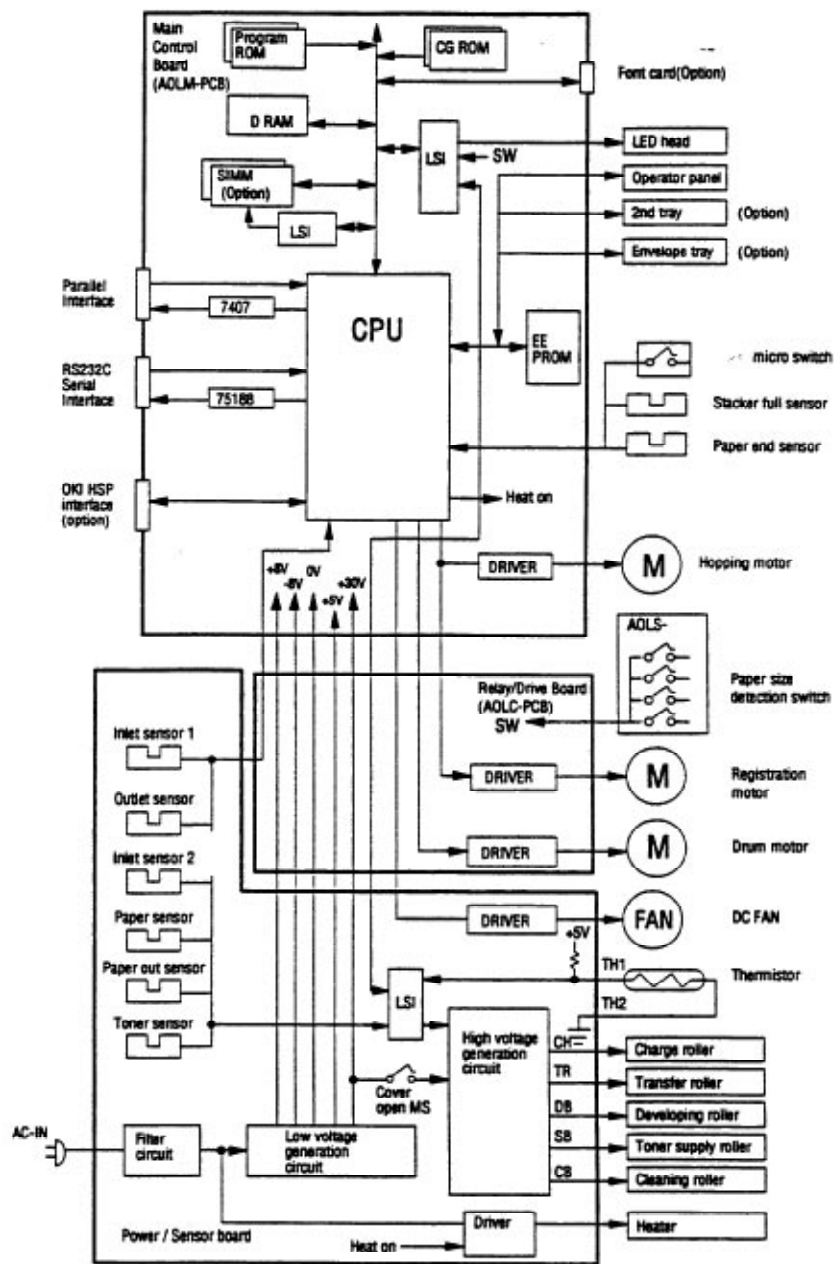 Main
Control
Board
(AOLM-PCB)
Program
ROM
CG ROM
Font card(Option)
D RAM
LSI
SW
LED head
Operator panel
SIMM
(Option)
2nd tray
(Option)
LSI
Envelope tray
(Option)
Parallel
Interface
7407
CPU
EE
PROM
micro switch
RS232C
Serial
Interface
75188
Stacker full sensor
Paper end sensor
OKI HSP
interface
(option)
Heat on
+8V
-8V
0V
+5V
+30V
DRIVER
M
Hopping motor
AOLS-
Paper size
detection switch
Relay/Drive Board
(AOLC-PCB)
SW
Inlet sensor 1
DRIVER
M
Registration
motor
Outlet sensor
DRIVER
M
Drum motor
Inlet sensor 2
DRIVER
FAN
DC FAN
Paper sensor
+5V
Paper out sensor
LSI
TH1
Thermistor
TH2
Toner sensor
High voltage
generation
circuit
CH
Charge roller
TR
Transfer roller
Cover
open MS
DB
Developing roller
AC-IN
Filter
circuit
Low voltage
generation
circuit
SB
Toner supply roller
CB
Cleaning roller
Power / Sensor board
Driver
Heater
Heat on